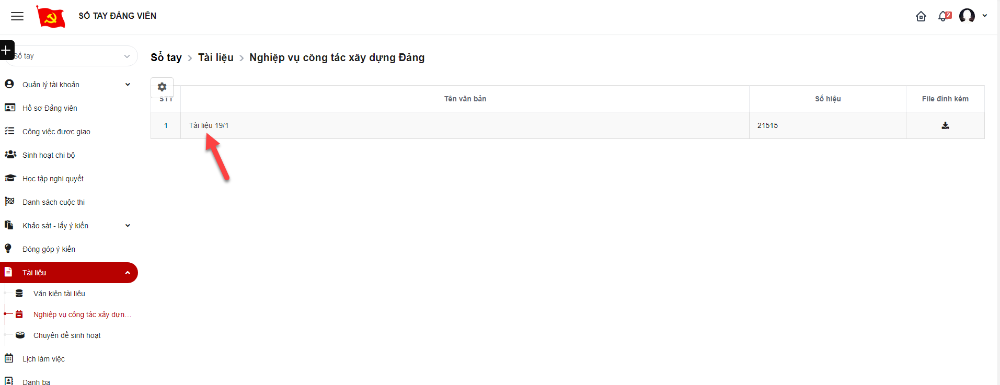 SỔ TAY ĐẢNG VIÊN
2
Sổ tay
Sổ tay > Tài liệu > Nghiệp vụ công tác xây dựng Đảng
Quản lý tài khoản
Hồ sơ Đảng viên
Công việc được giao
Sinh hoạt chi bộ
Học tập nghị quyết
Danh sách cuộc thi
Khảo sát - lấy ý kiến
Đóng góp ý kiến
Tài liệu
Văn kiện tài liệu
Nghiệp vụ công tác xây dựn...
Chuyên đề sinh hoạt
Lịch làm việc
Danh bạ
STT Tên văn bản Số hiệu File đính kèm
1 Tài liệu 19/1 21515